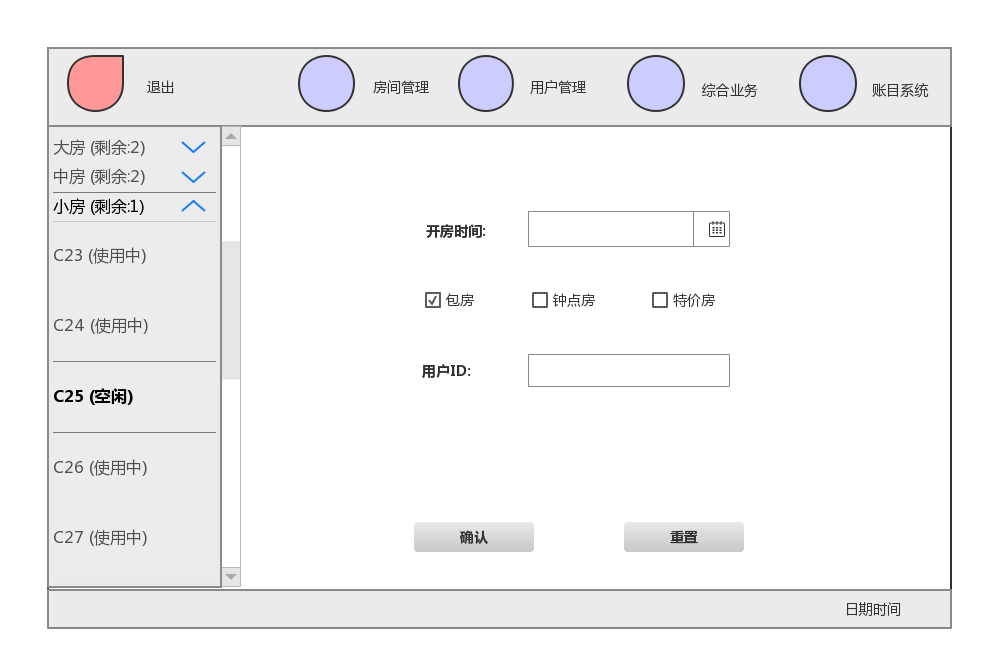 退出 房间管理 用户管理 综合业务 账目系统
大房 (剩余:2)
中房 (剩余:2)
小房 (剩余:1)
C23 (使用中)
C24 (使用中)
C25 (空闲)
C26 (使用中)
C27 (使用中)
开房时间:
包房 钟点房 特价房
用户ID:
确认 重置
日期时间